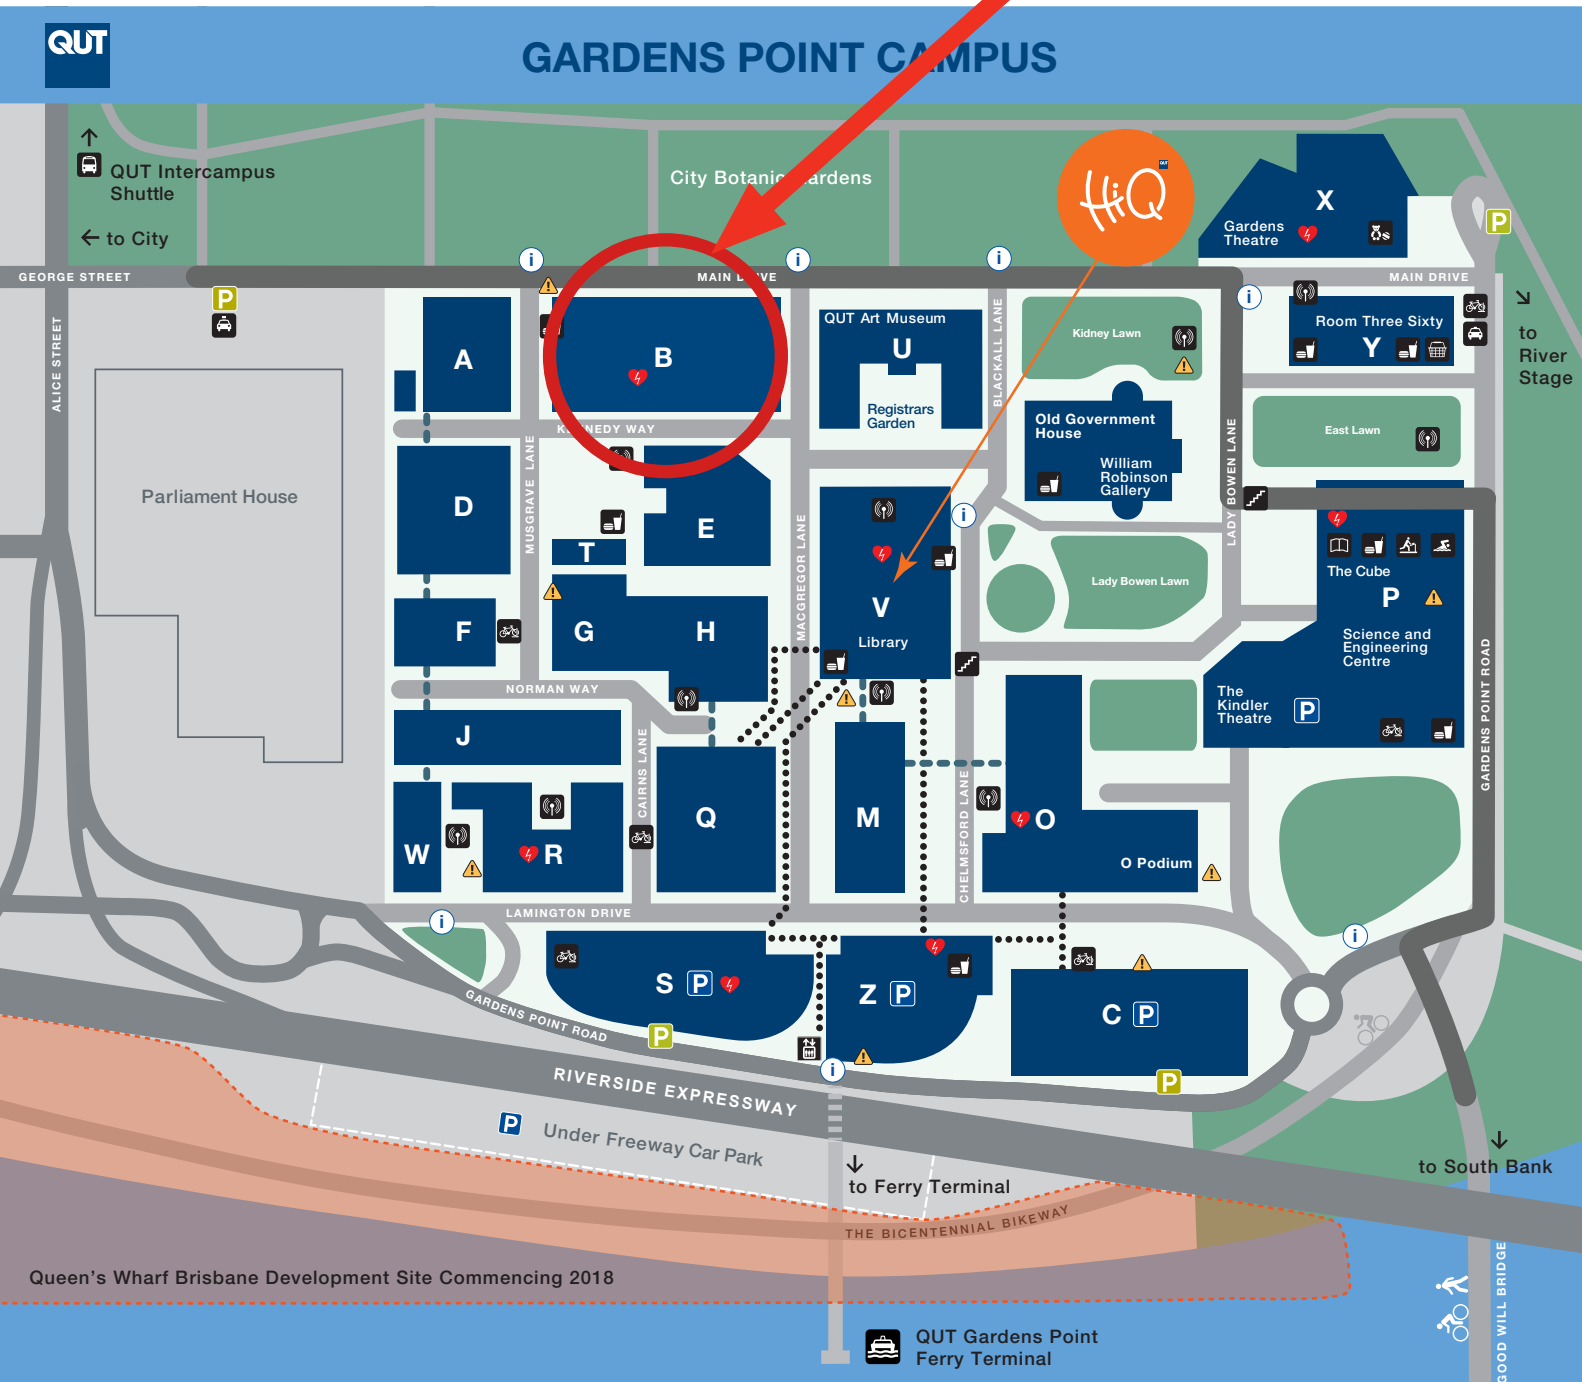 QUT
GARDENS POINT CAMPUS
QUT Intercampus
Shuttle
to City
City Botanic Gardens
HiQ
QUT
X
Gardens
Theatre
P
GEORGE STREET
MAIN DRIVE
MAIN DRIVE
i
i
i
i
P
ALICE STREET
A
B
QUT Art Museum
U
Registrars
Garden
BLACKALL LANE
Kidney Lawn
Room Three Sixty
Y
to
River
Stage
KENNEDY WAY
Old Government
House
William
Robinson
Gallery
LADY BOWEN LANE
East Lawn
Parliament House
D
MUSGRAVE LANE
E
T
MACGREGOR LANE
i
V
Library
Lady Bowen Lawn
The Cube
P
Science and
Engineering
Centre
F
G
H
NORMAN WAY
The
Kindler
Theatre
P
GARDENS POINT ROAD
J
CAIRNS LANE
Q
M
CHELMSFORD LANE
O
O Podium
W
R
LAMINGTON DRIVE
i
i
S
P
Z
P
C
P
GARDENS POINT ROAD
P
i
P
RIVERSIDE EXPRESSWAY
P
Under Freeway Car Park
to Ferry Terminal
to South Bank
THE BICENTENNIAL BIKEWAY
Queen's Wharf Brisbane Development Site Commencing 2018
GOOD WILL BRIDGE
QUT Gardens Point
Ferry Terminal